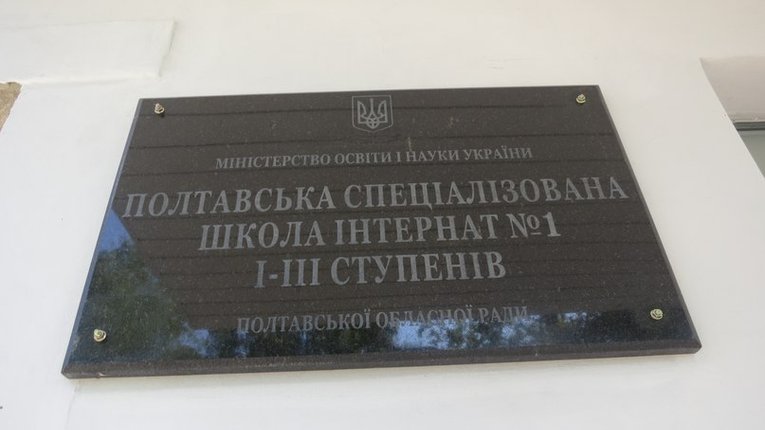 МІНІСТЕРСТВО ОСВІТИ І НАУКИ УКРАЇНИ
ПОЛТАВСЬКА СПЕЦІАЛІЗОВАНА
ШКОЛА ІНТЕРНАТ №1
І-ІІІ СТУПЕНІВ
ПОЛТАВСЬКОЇ ОБЛАСНОЇ РАДИ